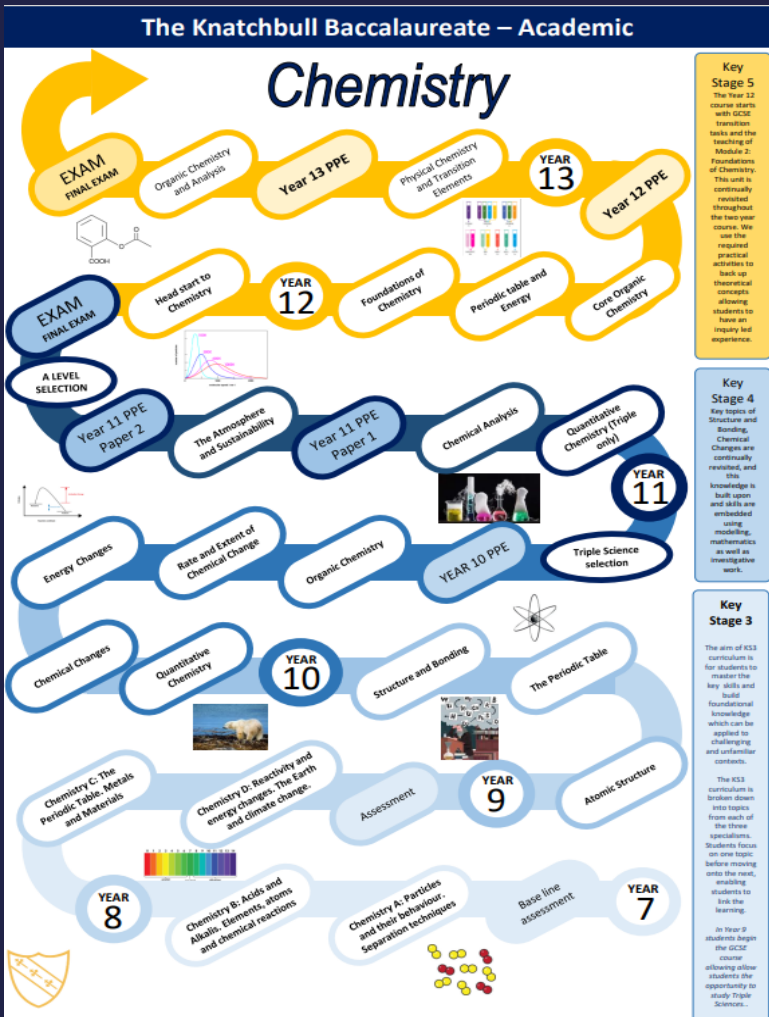 The Knatchbull Baccalaureate – Academic
Chemistry
EXAM
FINAL EXAM
Organic Chemistry
and Analysis
Year 13 PPE
Physical Chemistry
and Transition
Elements
YEAR
13
Year 12 PPE
COOH
EXAM
FINAL EXAM
Head start to
Chemistry
YEAR
12
Foundations of
Chemistry
Periodic table and
Energy
Core Organic
Chemistry
A LEVEL
SELECTION
Year 11 PPE
Paper 2
The Atmosphere
and Sustainability
Year 11 PPE
Paper 1
Chemical Analysis
Quantitative
Chemistry (Triple
only)
YEAR
11
Energy Changes
Rate and Extent of
Chemical Change
Organic Chemistry
YEAR 10 PPE
Triple Science
selection
Chemical Changes
Quantitative
Chemistry
YEAR
10
Structure and Bonding
The Periodic Table
Chemistry C: The
Periodic Table. Metals
and Materials
Chemistry D: Reactivity and
energy changes. The Earth
and climate change.
Assessment
YEAR
9
Atomic Structure
YEAR
8
Chemistry B: Acids and
Alkalis. Elements, atoms
and chemical reactions
Chemistry A: Particles
and their behaviour.
Separation techniques
Base line
assessment
YEAR
7
Key
Stage 5
The Year 12
course starts
with GCSE
transition
tasks and the
teaching of
Module 2:
Foundations
of Chemistry.
This unit is
continually
revisited
throughout
the two year
course. We
use the
required
practical
activities to
back up
theoretical
concepts
allowing
students to
have an
inquiry led
experience.
Key
Stage 4
Key topics of
Structure and
Bonding,
Chemical
Changes are
continually
revisited, and
this
knowledge is
built upon
and skills are
embedded
using
modelling,
mathematics
as well as
investigative
work.
Key
Stage 3
The aim of KS3
curriculum is
for students to
master the
key skills and
build
foundational
knowledge
which can be
applied to
challenging
and unfamiliar
contexts.
The KS3
curriculum is
broken down
into topics
from each of
the three
specialisms.
Students focus
on one topic
before moving
onto the next,
enabling
students to
link the
learning.
In Year 9
students begin
the GCSE
course
allowing allow
students the
opportunity to
study Triple
Sciences..